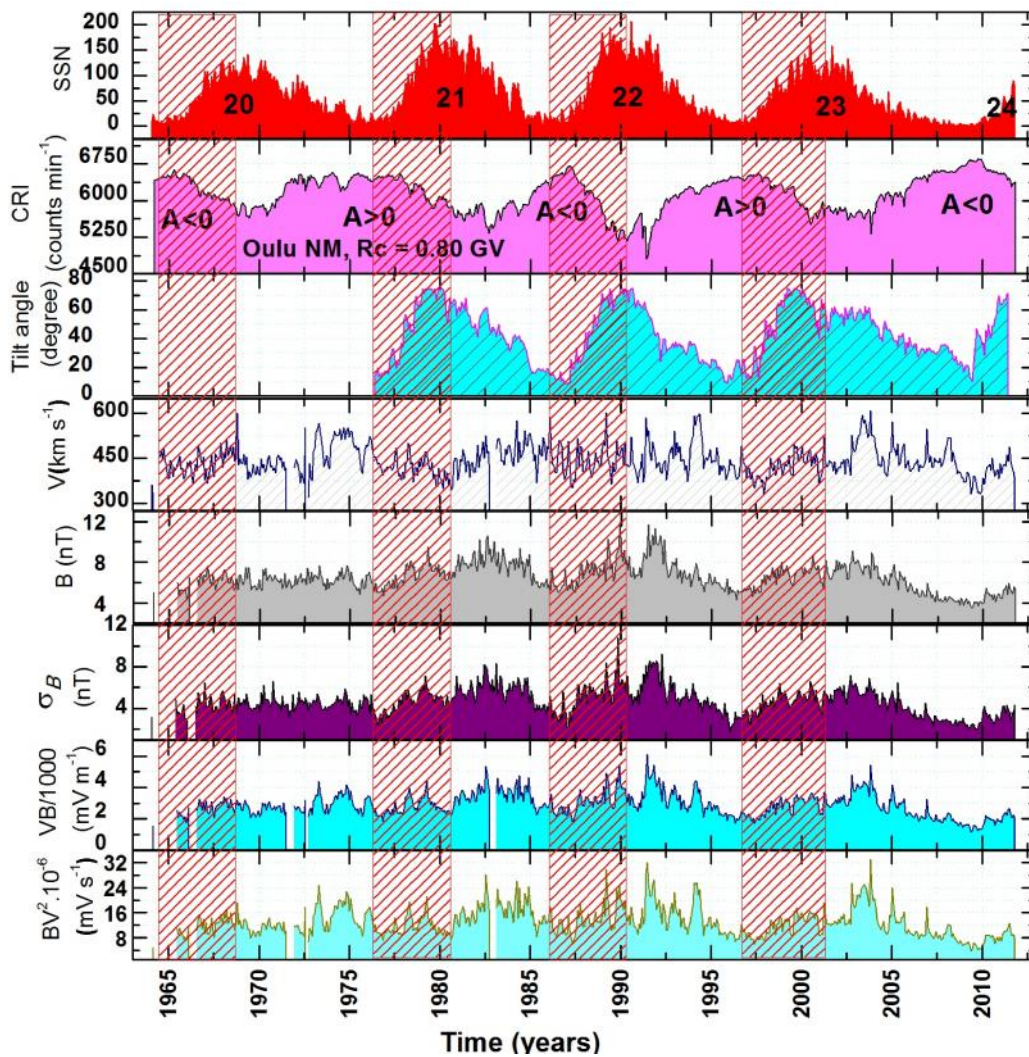 SSN
200
150
100
50
0
20
21
22
23
24
CRI
(counts min⁻¹)
6750
6000
5250
4500
A<0
A>0
A<0
A>0
A<0
Oulu NM, Rc = 0.80 GV
Tilt angle
(degree)
80
60
40
20
0
V(km s⁻¹)
600
450
300
B (nT)
12
8
4
σB
(nT)
12
8
4
VB/1000
(mV m⁻¹)
6
4
2
0
BV².10⁻⁶
(mV s⁻¹)
32
24
16
8
1965
1970
1975
1980
1985
1990
1995
2000
2005
2010
Time (years)